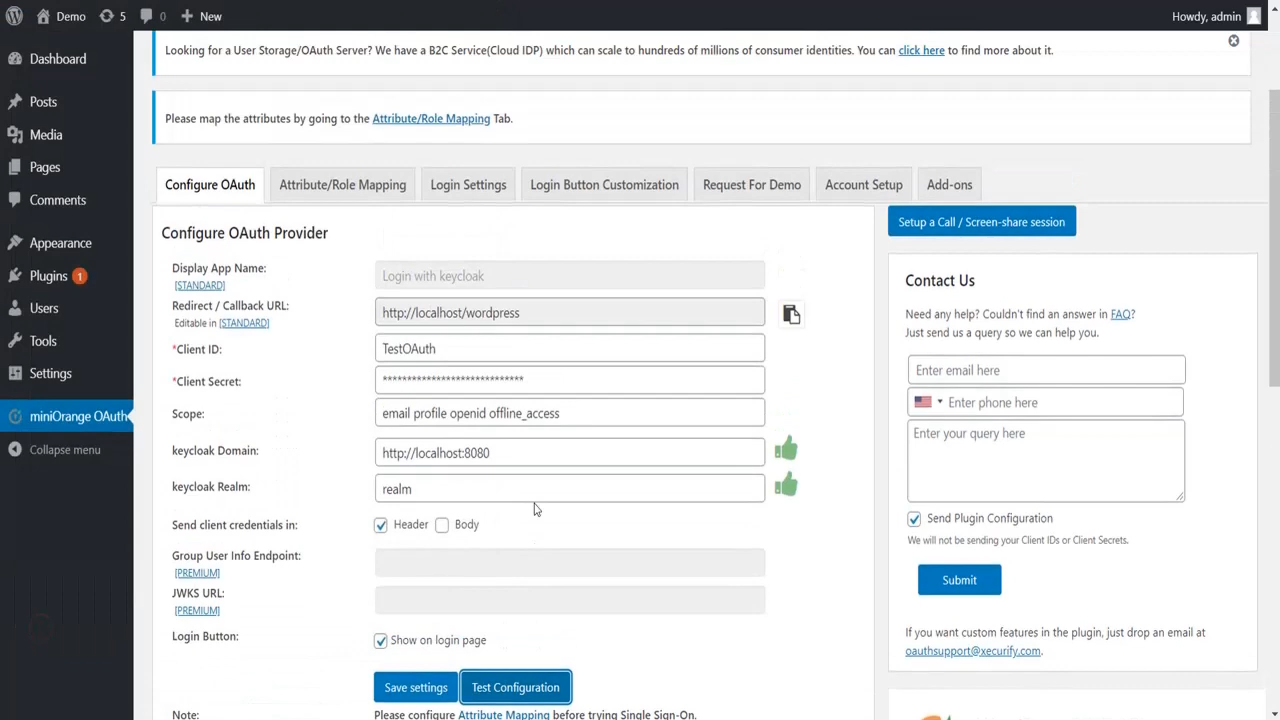 Demo 5 0 New Howdy, admin
Dashboard
Posts
Media
Pages
Comments
Appearance
Plugins 1
Users
Tools
Settings
miniOrange OAuth
Collapse menu
Looking for a User Storage/OAuth Server? We have a B2C Service(Cloud IDP) which can scale to hundreds of millions of consumer identities. You can click here to find more about it.
Please map the attributes by going to the Attribute/Role Mapping Tab.
Configure OAuth Attribute/Role Mapping Login Settings Login Button Customization Request For Demo Account Setup Add-ons
Configure OAuth Provider
Display App Name: Login with keycloak
[STANDARD]
Redirect / Callback URL: http://localhost/wordpress
Editable in [STANDARD]
*Client ID: TestOAuth
*Client Secret: ****************************
Scope: email profile openid offline_access
keycloak Domain: http://localhost:8080
keycloak Realm: realm
Send client credentials in: Header Body
Group User Info Endpoint:
[PREMIUM]
JWKS URL:
[PREMIUM]
Login Button: Show on login page
Save settings Test Configuration
Note: Please configure Attribute Mapping before trying Single Sign-On.
Setup a Call / Screen-share session
Contact Us
Need any help? Couldn't find an answer in FAQ?
Just send us a query so we can help you.
Enter email here
Enter phone here
Enter your query here
Send Plugin Configuration
We will not be sending your Client IDs or Client Secrets.
Submit
If you want custom features in the plugin, just drop an email at
oauthsupport@xecurify.com.